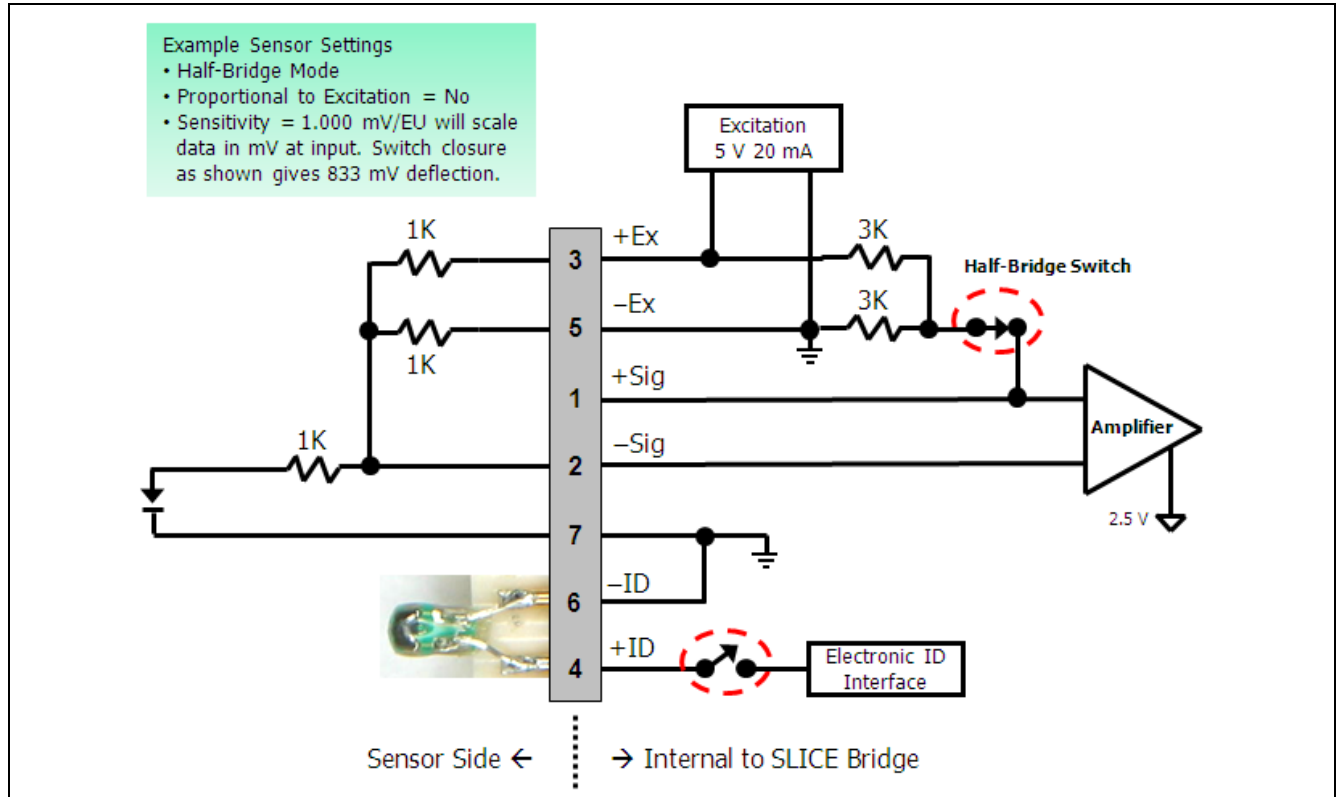 Example Sensor Settings
• Half-Bridge Mode
• Proportional to Excitation = No
• Sensitivity = 1.000 mV/EU will scale
data in mV at input. Switch closure
as shown gives 833 mV deflection.
Excitation
5 V 20 mA
1K
3
+Ex
3K
Half-Bridge Switch
1K
5
−Ex
3K
1
+Sig
Amplifier
1K
2
−Sig
2.5 V
7
6
−ID
4
+ID
Electronic ID
Interface
Sensor Side ←
→ Internal to SLICE Bridge